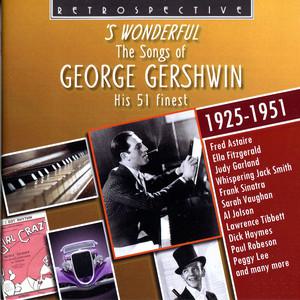 RETROSPECTIVE
'S WONDERFUL
The Songs of
GEORGE GERSHWIN
His 51 finest
1925-1951
Fred Astaire
Ella Fitzgerald
Judy Garland
Whispering Jack Smith
Frank Sinatra
Sarah Vaughan
Al Jolson
Lawrence Tibbett
Dick Haymes
Paul Robeson
Peggy Lee
and many more
GIRL CRAZY